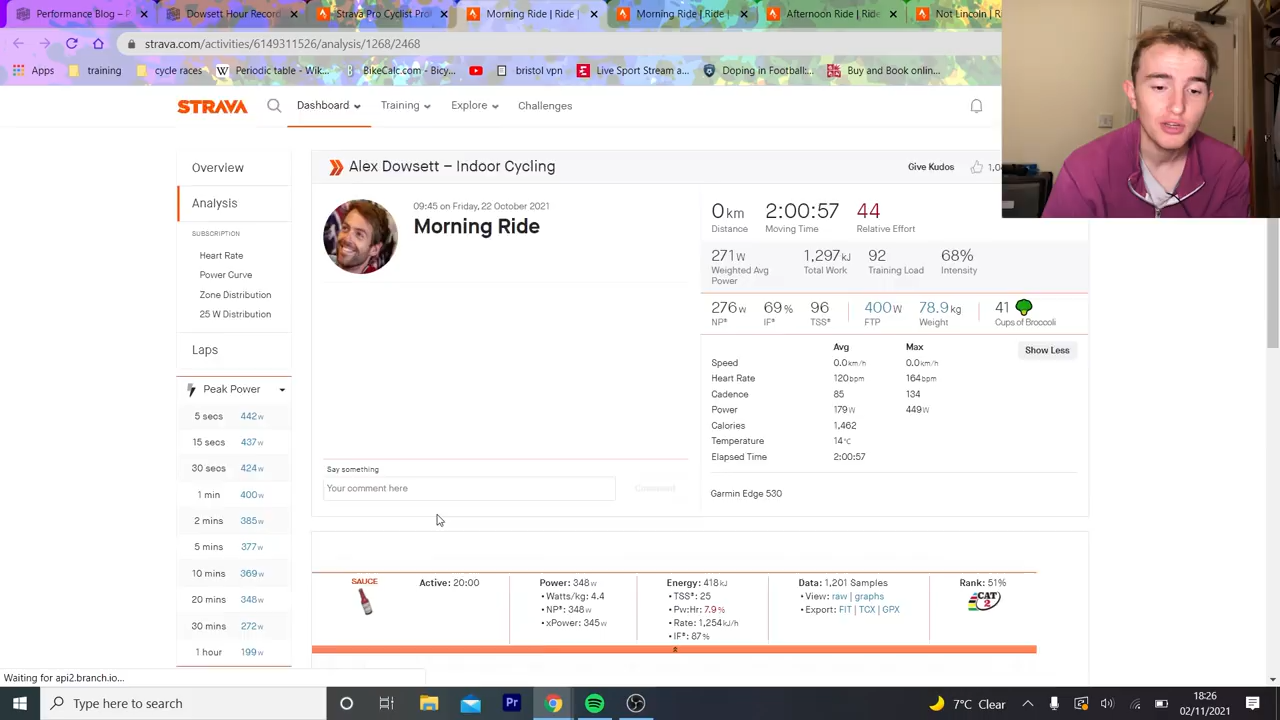 Performance Blog - Power
Strava Pro Cyclist
Morning Ride | Ride
Morning Ride | Ride
Afternoon Ride | Ride
Not Lincoln | R
strava.com/activities/6149311526/analysis/1268/2468
Apps
training
cycle races
Periodic table - Wik...
BikeCalc.com - Bicy...
bristol vpn
Live Sport Stream a...
Doping in Football:...
Buy and Book online...
STRAVA
Dashboard
Training
Explore
Challenges
Overview
Analysis
SUBSCRIPTION
Heart Rate
Power Curve
Zone Distribution
25 W Distribution
Laps
Peak Power
5 secs 442w
15 secs 437w
30 secs 424w
1 min 400w
2 mins 385w
5 mins 377w
10 mins 369w
20 mins 348w
30 mins 272w
1 hour 199w
Alex Dowsett – Indoor Cycling
Give Kudos
09:45 on Friday, 22 October 2021
Morning Ride
Say something
Your comment here
Comment
0km 2:00:57 44
Distance Moving Time Relative Effort
271W 1,297kJ 92 68%
Weighted Avg Total Work Training Load Intensity
Power
276w 69% 96 400W 78.9kg 41
NP® IF® TSS® FTP Weight Cups of Broccoli
Avg Max
Show Less
Speed 0.0km/h 0.0km/h
Heart Rate 120bpm 164bpm
Cadence 85 134
Power 179W 449W
Calories 1,462
Temperature 14℃
Elapsed Time 2:00:57
Garmin Edge 530
SAUCE
Active: 20:00
Power: 348w
• Watts/kg: 4.4
• NP®: 348w
• xPower: 345w
Energy: 418kJ
• TSS®: 25
• Pw:Hr: 7.9%
• Rate: 1,254kJ/h
• IF®: 87%
Data: 1,201 Samples
• View: raw | graphs
• Export: FIT | TCX | GPX
Rank: 51%
CAT
2
Waiting for api2.branch.io...
Type here to search
Pr
7°C Clear
18:26
02/11/2021